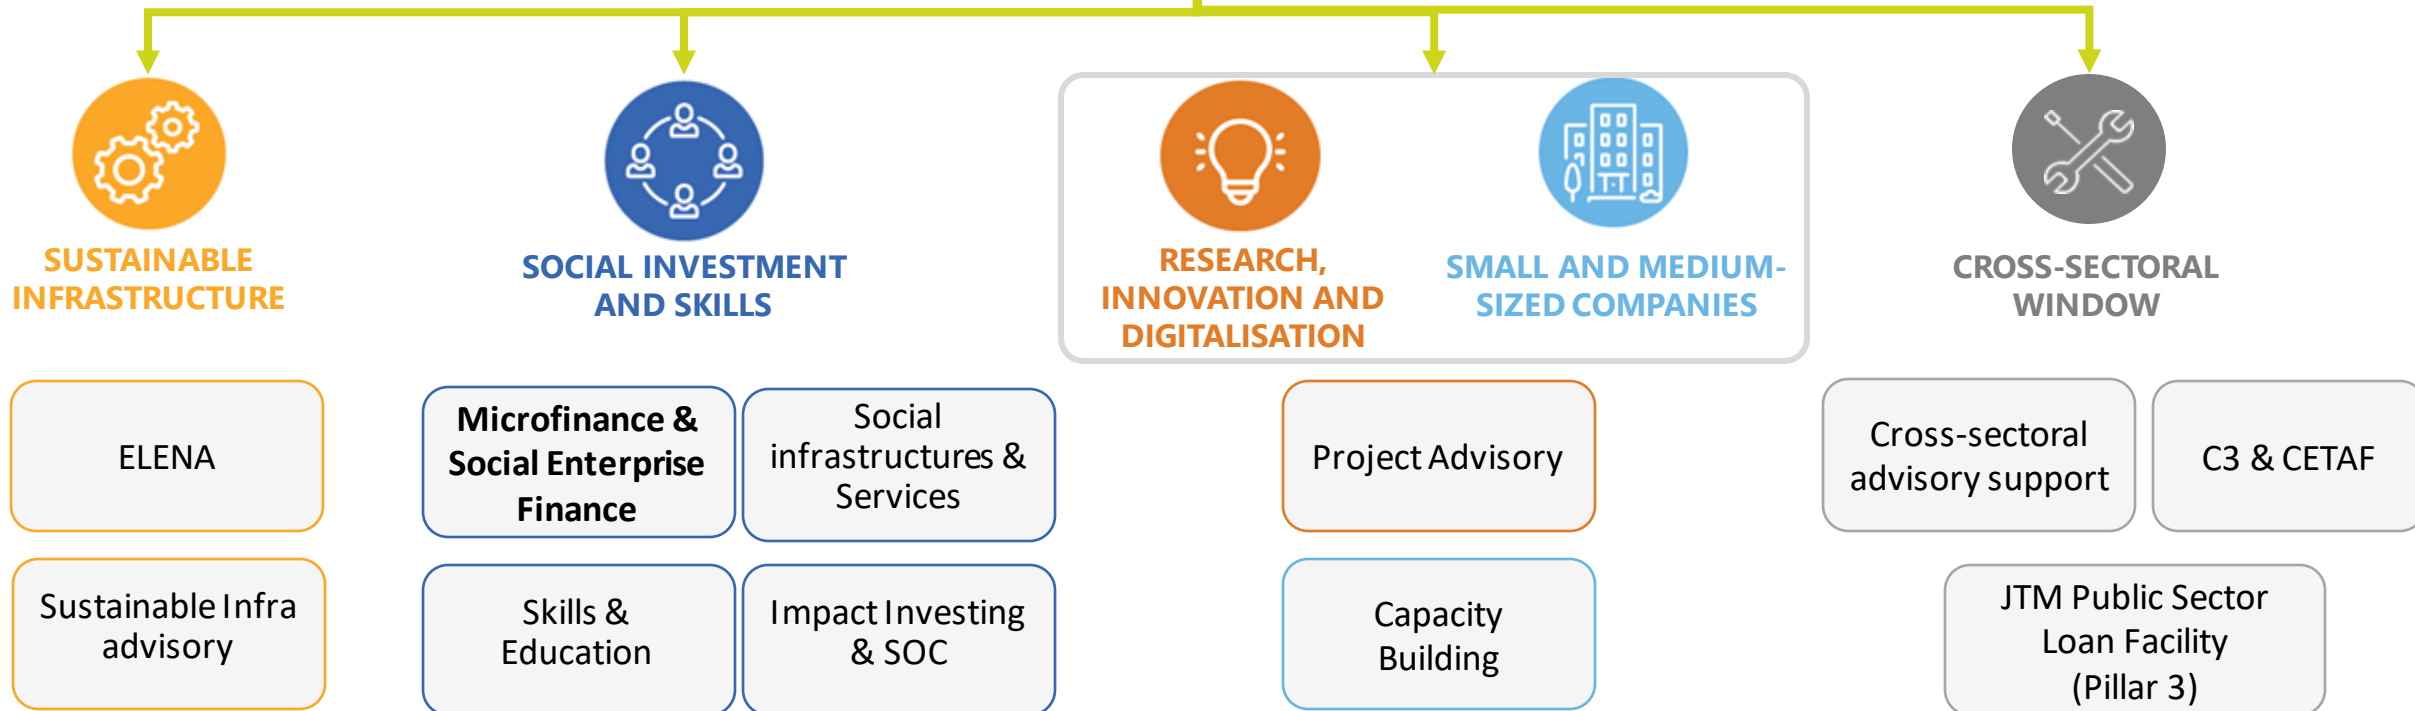 SUSTAINABLE
INFRASTRUCTURE
SOCIAL INVESTMENT
AND SKILLS
RESEARCH,
INNOVATION AND
DIGITALISATION
SMALL AND MEDIUM-
SIZED COMPANIES
CROSS-SECTORAL
WINDOW
ELENA
Sustainable Infra
advisory
Microfinance &
Social Enterprise
Finance
Social
infrastructures &
Services
Skills &
Education
Impact Investing
& SOC
Project Advisory
Capacity
Building
Cross-sectoral
advisory support
C3 & CETAF
JTM Public Sector
Loan Facility
(Pillar 3)